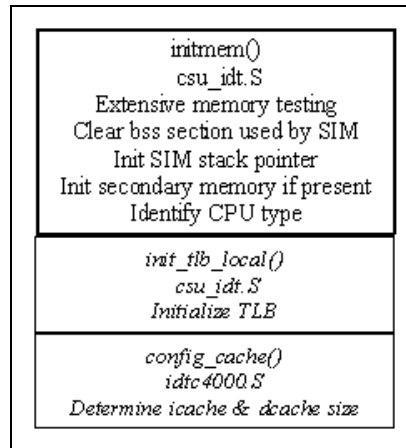 initmem()
csu_idt.S
Extensive memory testing
Clear bss section used by SIM
Init SIM stack pointer
Init secondary memory if present
Identify CPU type
init_tlb_local()
csu_idt.S
Initialize TLB
config_cache()
idtc4000.S
Determine icache & dcache size